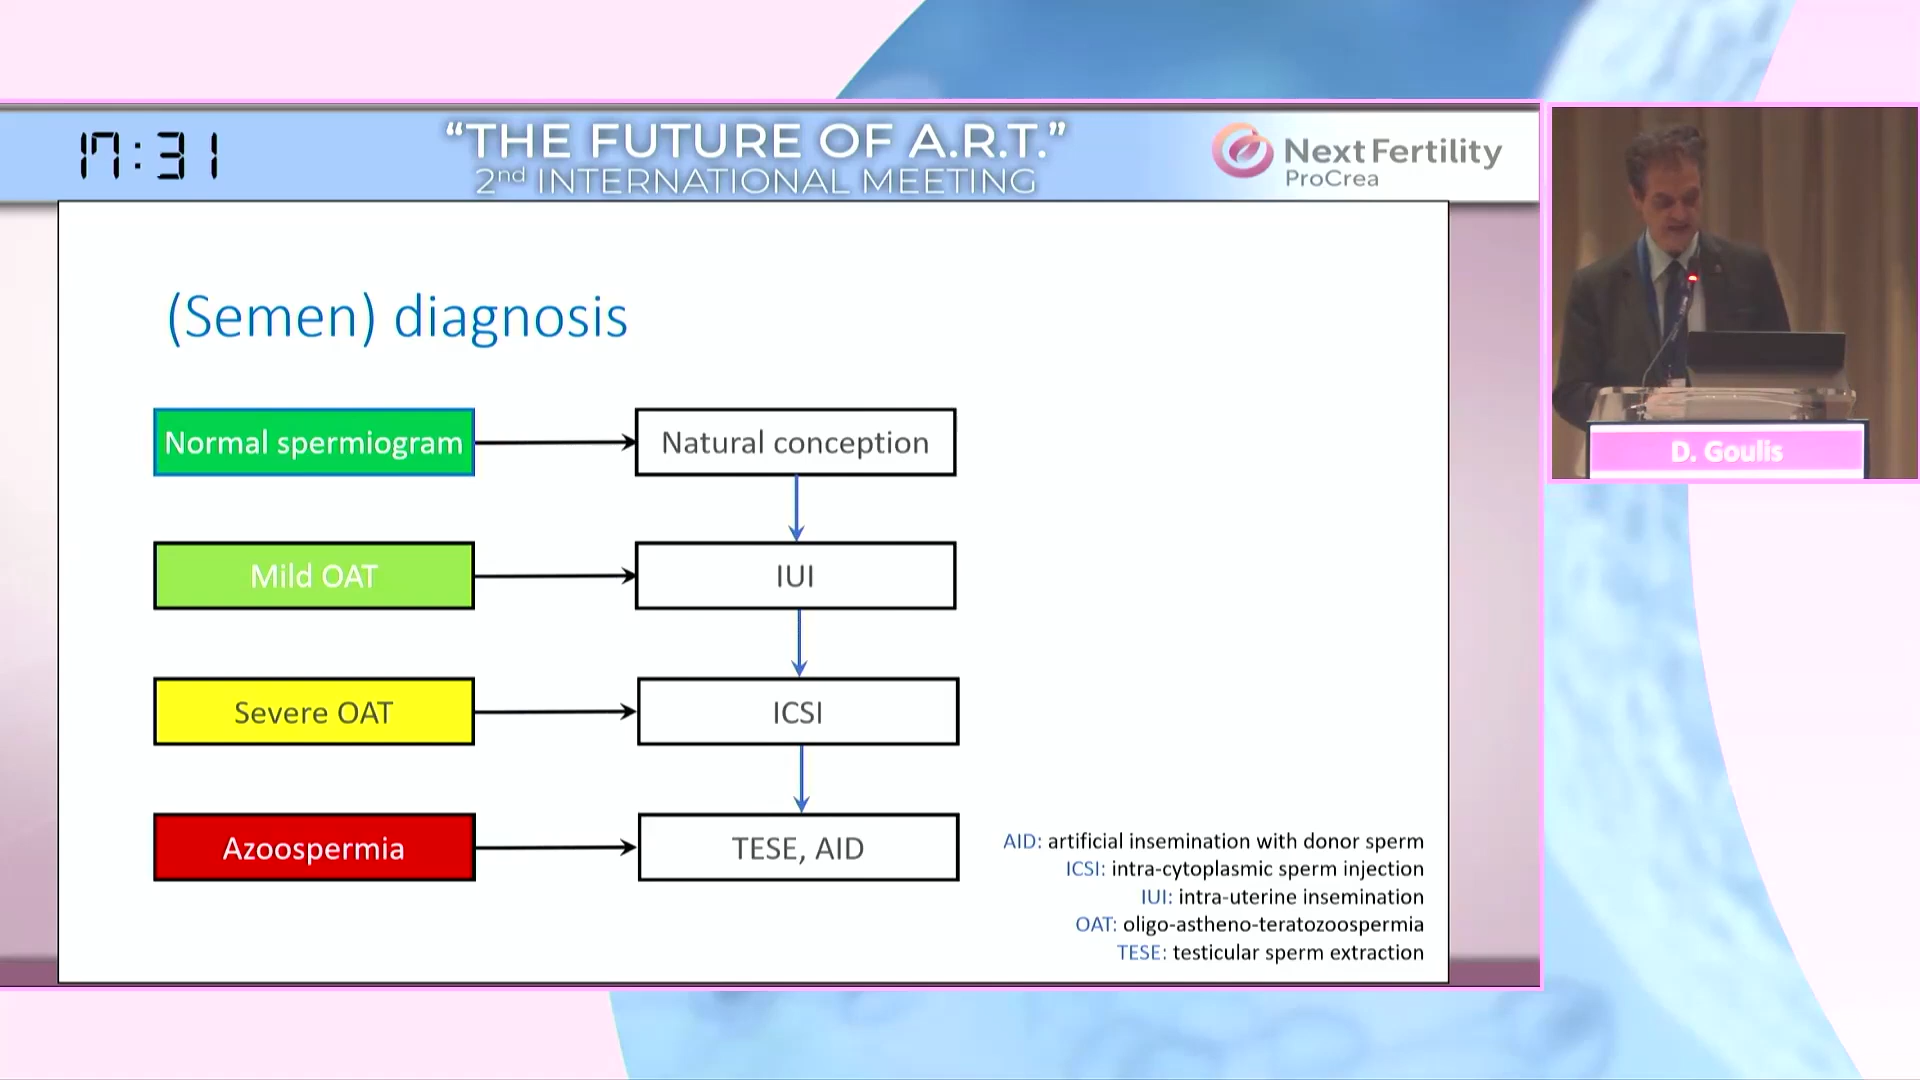 17:31
“THE FUTURE OF A.R.T.”
2nd INTERNATIONAL MEETING
Next Fertility
ProCrea
(Semen) diagnosis
Normal spermiogram
Natural conception
Mild OAT
IUI
Severe OAT
ICSI
Azoospermia
TESE, AID
AID: artificial insemination with donor sperm
ICSI: intra-cytoplasmic sperm injection
IUI: intra-uterine insemination
OAT: oligo-astheno-teratozoospermia
TESE: testicular sperm extraction
D. Goulis